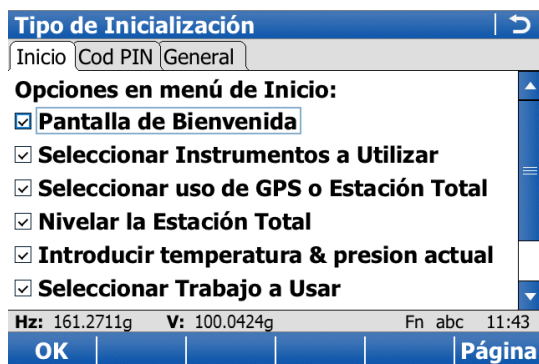 Tipo de Inicialización
Inicio Cod PIN General
Opciones en menú de Inicio:
Pantalla de Bienvenida
Seleccionar Instrumentos a Utilizar
Seleccionar uso de GPS o Estación Total
Nivelar la Estación Total
Introducir temperatura & presion actual
Seleccionar Trabajo a Usar
Hz: 161.2711g V: 100.0424g Fn abc 11:43
OK Página